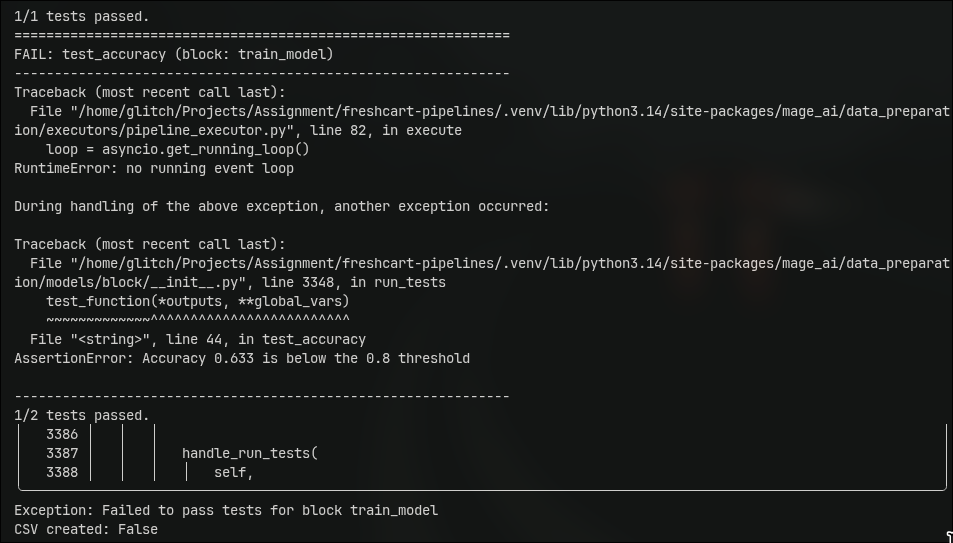 1/1 tests passed.
==============================================================
FAIL: test_accuracy (block: train_model)
--------------------------------------------------------------
Traceback (most recent call last):
  File "/home/glitch/Projects/Assignment/freshcart-pipelines/.venv/lib/python3.14/site-packages/mage_ai/data_preparat
ion/executors/pipeline_executor.py", line 82, in execute
    loop = asyncio.get_running_loop()
RuntimeError: no running event loop

During handling of the above exception, another exception occurred:

Traceback (most recent call last):
  File "/home/glitch/Projects/Assignment/freshcart-pipelines/.venv/lib/python3.14/site-packages/mage_ai/data_preparat
ion/models/block/__init__.py", line 3348, in run_tests
    test_function(*outputs, **global_vars)
    ~~~~~~~~~~~~~^^^^^^^^^^^^^^^^^^^^^^^^^
  File "<string>", line 44, in test_accuracy
AssertionError: Accuracy 0.633 is below the 0.8 threshold

--------------------------------------------------------------
1/2 tests passed.
3386
3387 handle_run_tests(
3388 self,
Exception: Failed to pass tests for block train_model
CSV created: False